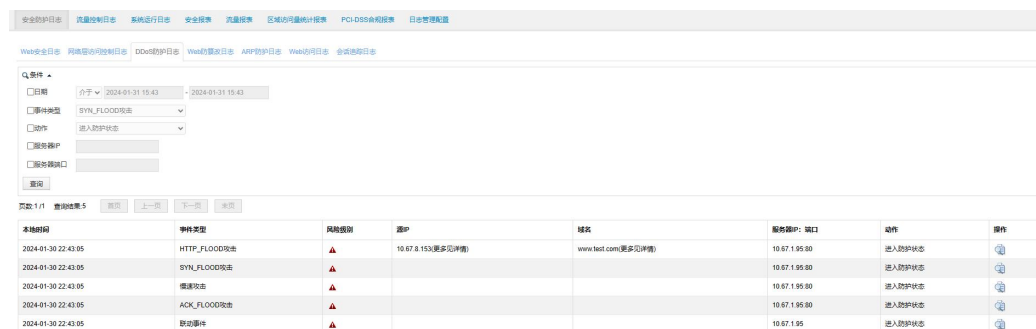 安全防护日志 流量控制日志 系统运行日志 安全报表 流量报表 区域访问量统计报表 PCI-DSS合规报表 日志管理配置
Web安全日志 网络层访问控制日志 DDoS防护日志 Web防篡改日志 ARP防护日志 Web访问日志 会话追踪日志
条件
日期 介于 2024-01-31 15:43 - 2024-01-31 15:43
事件类型 SYN_FLOOD攻击
动作 进入防护状态
服务器IP
服务器端口
查询
页数:1 /1 查询结果:5 首页 上一页 下一页 末页
本地时间 事件类型 风险级别 源IP 域名 服务器IP：端口 动作 操作
2024-01-30 22:43:05 HTTP_FLOOD攻击 10.67.8.153(更多见详情) www.test.com(更多见详情) 10.67.1.95:80 进入防护状态
2024-01-30 22:43:05 SYN_FLOOD攻击 10.67.1.95:80 进入防护状态
2024-01-30 22:43:05 慢速攻击 10.67.1.95:80 进入防护状态
2024-01-30 22:43:05 ACK_FLOOD攻击 10.67.1.95:80 进入防护状态
2024-01-30 22:43:05 联动事件 10.67.1.95 进入防护状态